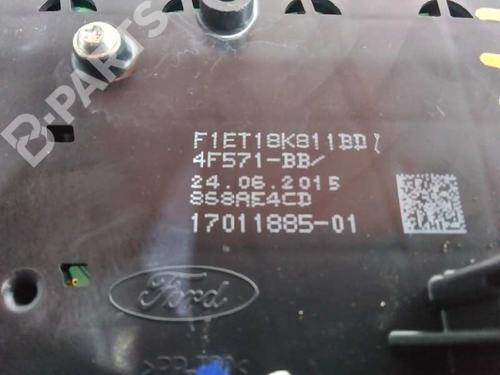 B-PARTS
F1ET18K811BD
4F571-BB/
24.06.2015
868AE4CD
17011885-01
Ford